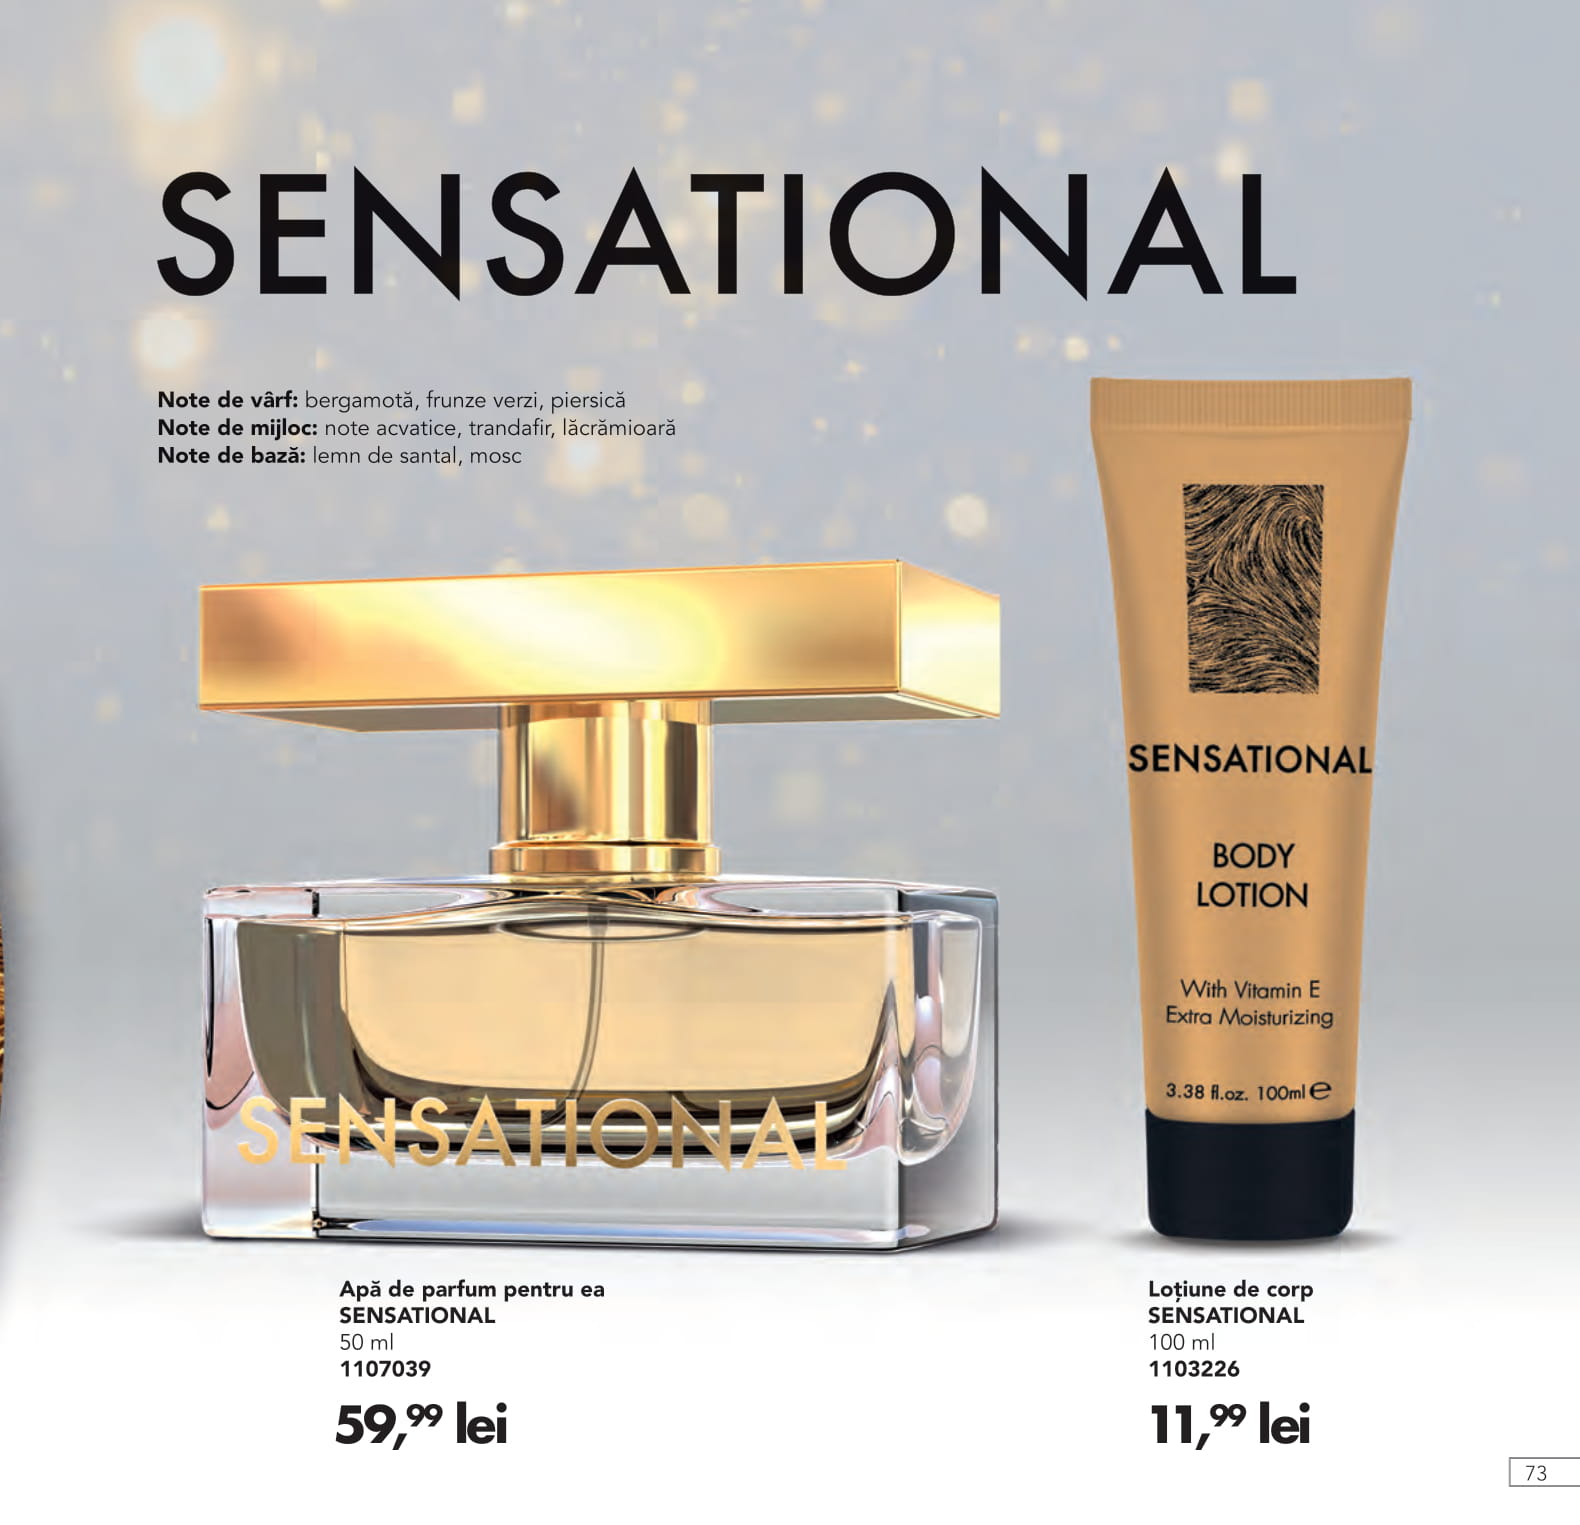 SENSATIONAL
Note de vârf: bergamotă, frunze verzi, piersică
Note de mijloc: note acvatice, trandafir, lăcrămioară
Note de bază: lemn de santal, mosc
SENSATIONAL
BODY
LOTION
With Vitamin E
Extra Moisturizing
3.38 fl.oz. 100ml ℮
SENSATIONAL
Apă de parfum pentru ea
SENSATIONAL
50 ml
1107039
59,99 lei
Loțiune de corp
SENSATIONAL
100 ml
1103226
11,99 lei
73